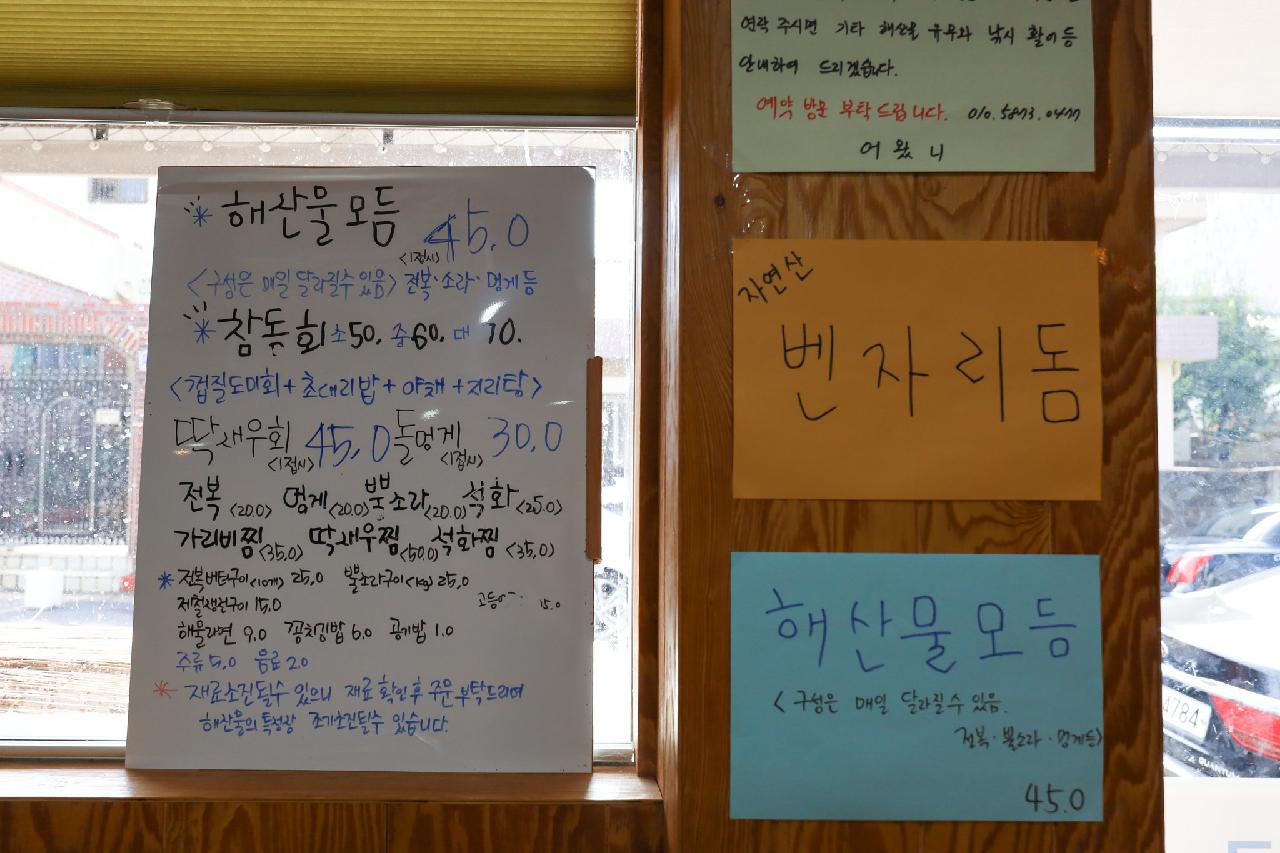 해산물모듬 45.0
<1접시>
<구성은 매일 달라질수 있음> 전복·소라·멍게 등
참돔회 소50. 중60. 대 70.
<껍질도미회+초대리밥+야채+지리탕>
딱새우회 <1접시> 45.0 돌멍게 <1접시> 30.0
전복 <20.0> 멍게 <20.0> 뿔소라 <20.0> 석화 <25.0>
가리비찜 <35.0> 딱새우찜 <50.0> 석화찜 <35.0>
전복버터구이<10개> 25.0 뿔소라구이<1kg> 25.0
제철생선구이 15.0 15.0
해물라면 9.0 꽁치김밥 6.0 공기밥 1.0
주류 5.0 음료 2.0
재료소진될수 있으니 재료 확인후 주문 부탁드리며
해산물의 특성상 조기소진될수 있습니다.
연락 주시면 기타 해산물 유무와 낚시 활어등
안내하여 드리겠습니다.
예약 방문 부탁드립니다. 010.5873.0477
어 왔 니
자연산
벤자리돔
해산물모듬
<구성은 매일 달라질수 있음.
전복·뿔소라·멍게등>
45.0
4784